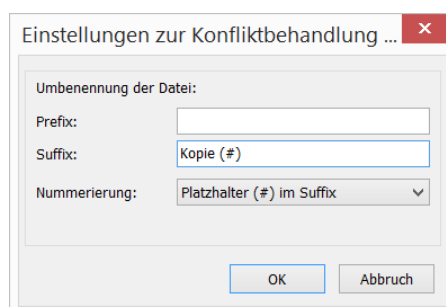 Einstellungen zur Konfliktbehandlung ...
Umbenennung der Datei:
Prefix:
Suffix: Kopie (#)
Nummerierung: Platzhalter (#) im Suffix
OK Abbruch